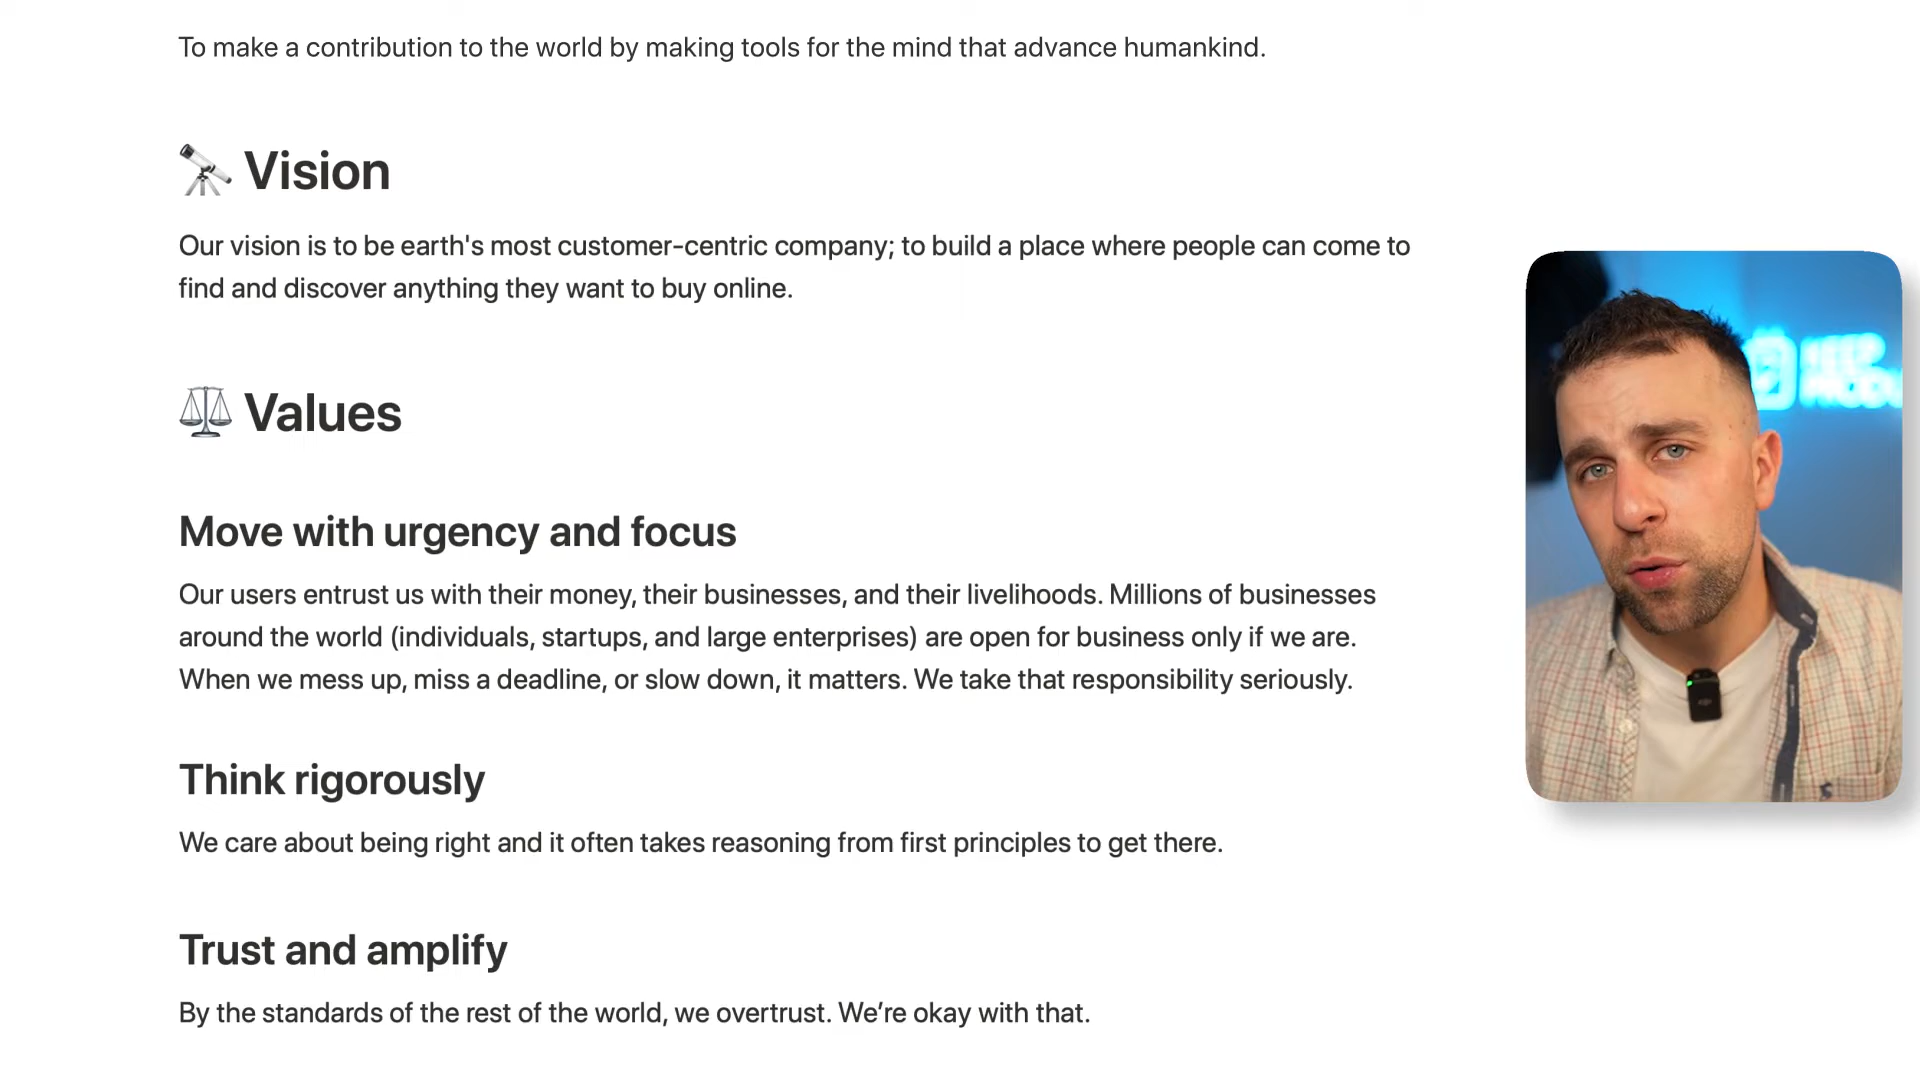 To make a contribution to the world by making tools for the mind that advance humankind.
Vision
Our vision is to be earth's most customer-centric company; to build a place where people can come to
find and discover anything they want to buy online.
Values
Move with urgency and focus
Our users entrust us with their money, their businesses, and their livelihoods. Millions of businesses
around the world (individuals, startups, and large enterprises) are open for business only if we are.
When we mess up, miss a deadline, or slow down, it matters. We take that responsibility seriously.
Think rigorously
We care about being right and it often takes reasoning from first principles to get there.
Trust and amplify
By the standards of the rest of the world, we overtrust. We’re okay with that.